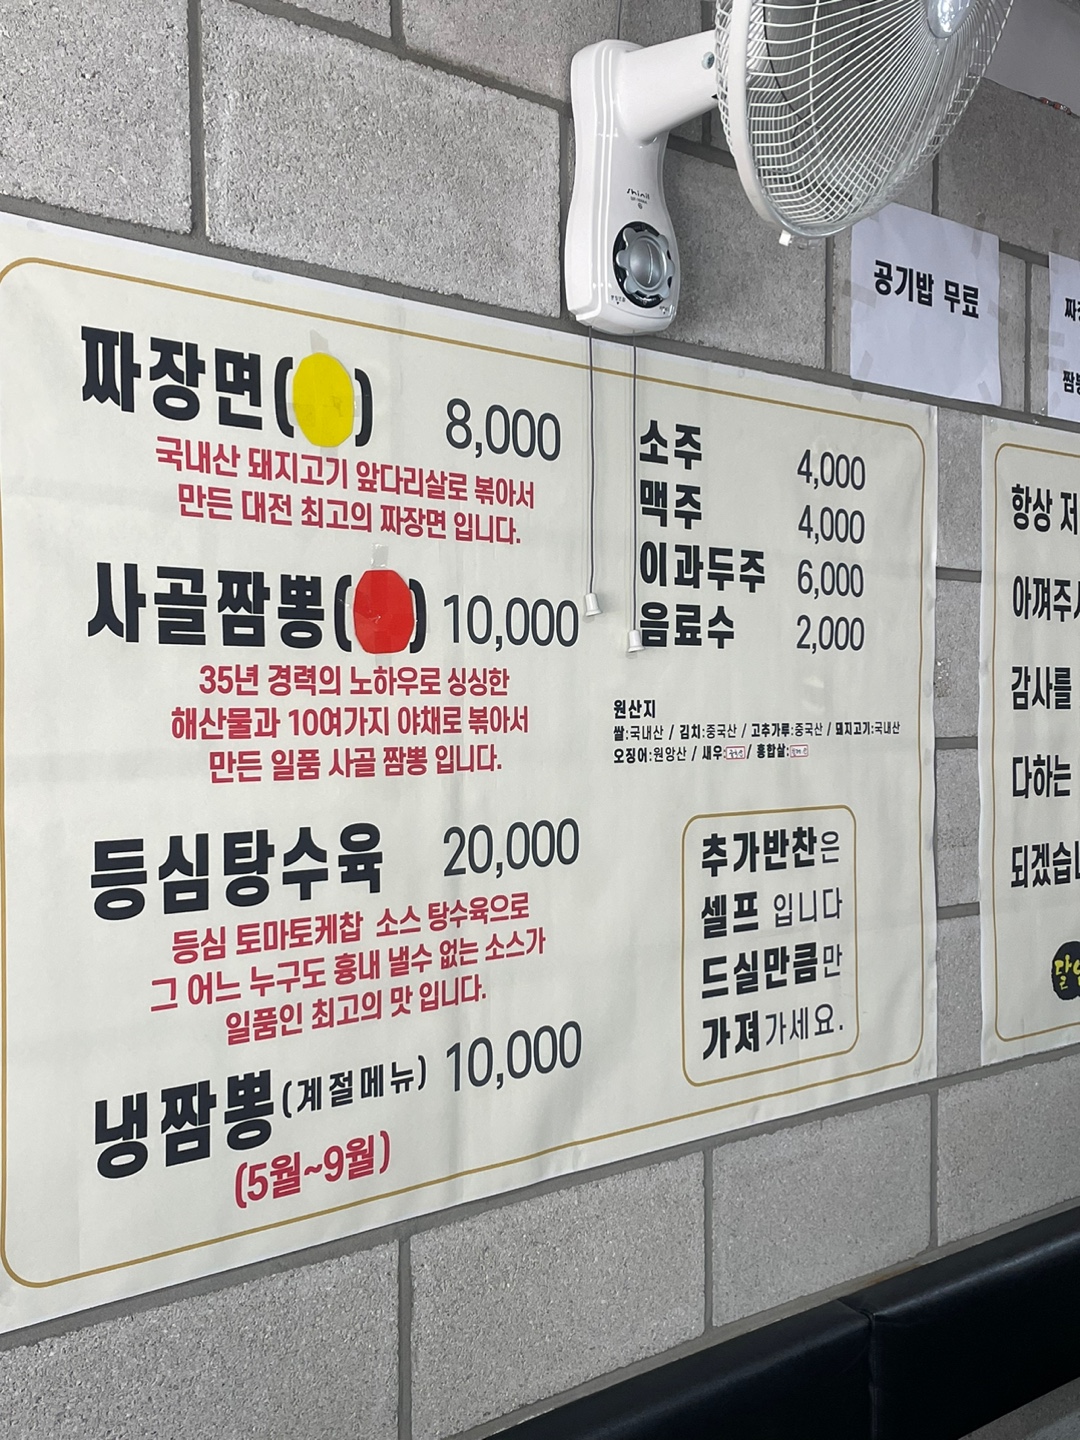 shinil
공기밥 무료
짜장면( )
8,000
국내산 돼지고기 앞다리살로 볶아서
만든 대전 최고의 짜장면 입니다.
사골짬뽕( )
10,000
35년 경력의 노하우로 싱싱한
해산물과 10여가지 야채로 볶아서
만든 일품 사골 짬뽕 입니다.
등심탕수육
20,000
등심 토마토케찹 소스 탕수육으로
그 어느 누구도 흉내 낼수 없는 소스가
일품인 최고의 맛 입니다.
냉짬뽕(계절메뉴)
10,000
(5월~9월)
소주 4,000
맥주 4,000
이과두주 6,000
음료수 2,000
원산지
쌀:국내산 / 김치:중국산 / 고추가루:중국산 / 돼지고기:국내산
오징어:원양산 / 새우: / 홍합살:
추가반찬은
셀프 입니다
드실만큼만
가져가세요.
항상 저
아껴주시
감사를
다하는
되겠습니